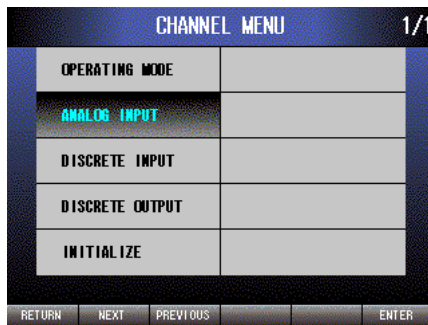 CHANNEL MENU 1/1
OPERATING MODE
ANALOG INPUT
DISCRETE INPUT
DISCRETE OUTPUT
INITIALIZE
RETURN NEXT PREVIOUS ENTER